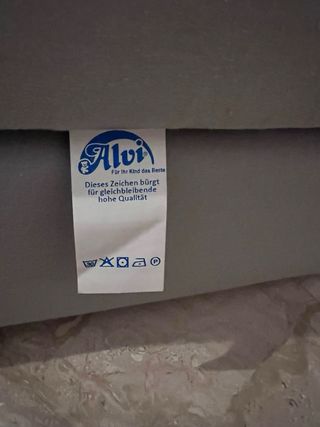 Alvi
Für Ihr Kind das Beste
Dieses Zeichen bürgt
für gleichbleibende
hohe Qualität